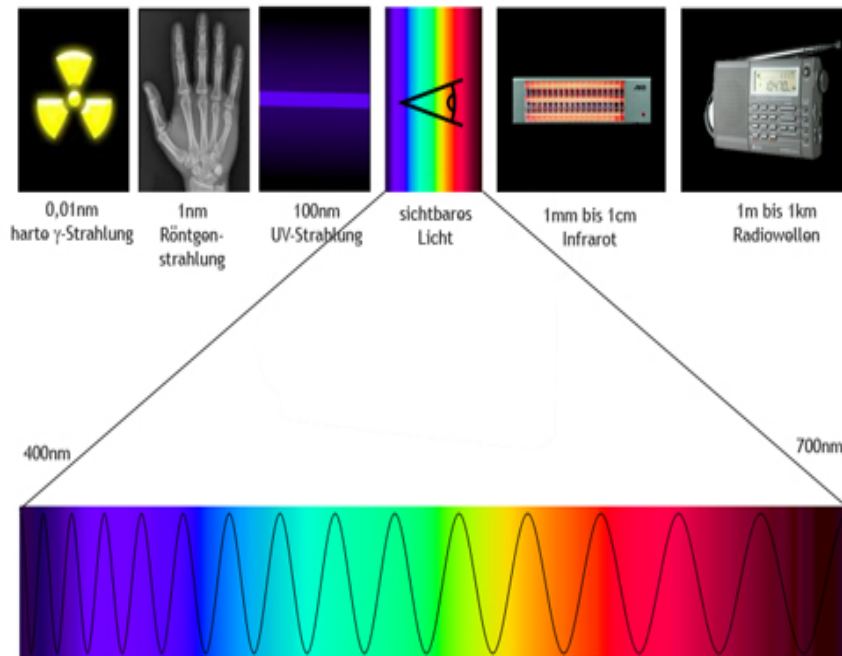 0,01nm
harte γ-Strahlung
1nm
Röntgen-
strahlung
100nm
UV-Strahlung
sichtbares
Licht
1mm bis 1cm
Infrarot
1m bis 1km
Radiowellen
400nm
700nm